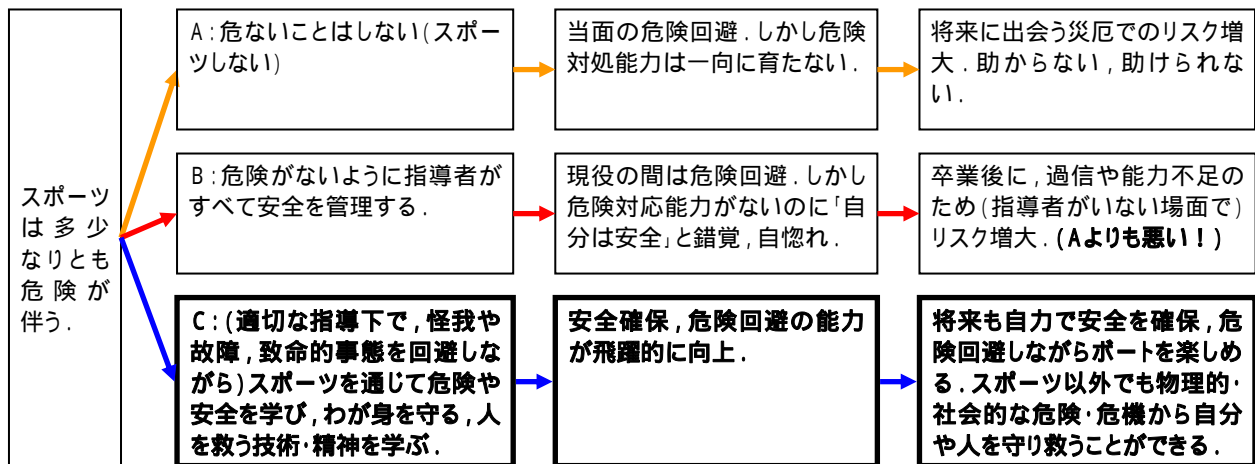 スポーツ
は多少
なりとも
危険が
伴う．
A：危ないことはしない(スポー
ツしない)
当面の危険回避．しかし危険
対処能力は一向に育たない．
将来に出会う災厄でのリスク増
大．助からない，助けられな
い．
B：危険がないように指導者が
すべて安全を管理する．
現役の間は危険回避．しかし
危険対応能力がないのに「自
分は安全」と錯覚，自惚れ．
卒業後に，過信や能力不足の
ため(指導者がいない場面で)
リスク増大．(Aよりも悪い！)
C：(適切な指導下で，怪我や
故障，致命的事態を回避しな
がら)スポーツを通じて危険や
安全を学び，わが身を守る，人
を救う技術・精神を学ぶ．
安全確保，危険回避の能力
が飛躍的に向上．
将来も自力で安全を確保，危
険回避しながらボートを楽しめ
る．スポーツ以外でも物理的・
社会的な危険・危機から自分
や人を守り救うことができる．